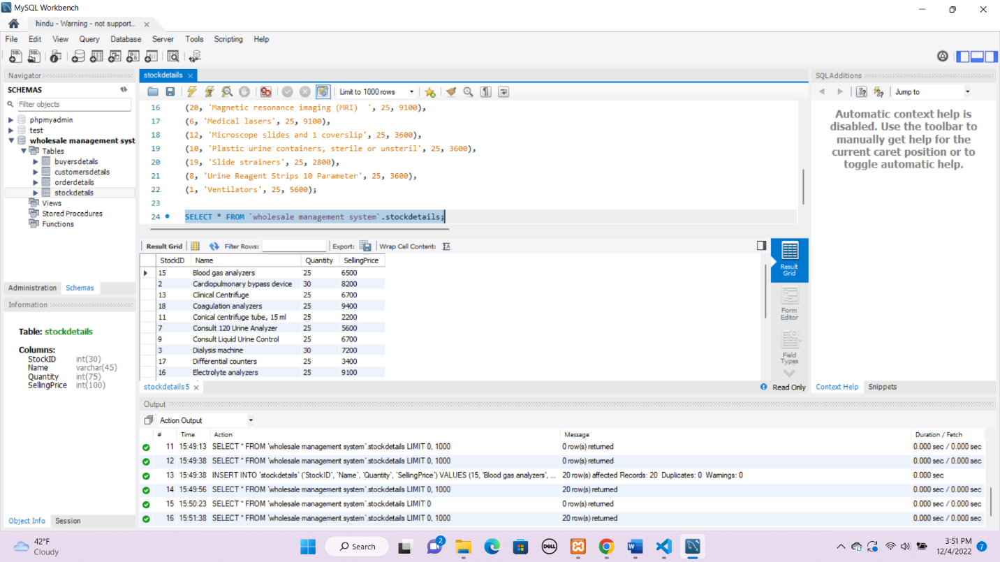 MySQL Workbench
hindu - Warning - not support... ×
File Edit View Query Database Server Tools Scripting Help
Navigator
SCHEMAS
Filter objects
phpmyadmin
test
wholesale management syst
Tables
buyersdetails
customersdetails
orderdetails
stockdetails
Views
Stored Procedures
Functions
Administration Schemas
Information
Table: stockdetails
Columns:
StockID int(30)
Name varchar(45)
Quantity int(75)
SellingPrice int(100)
Object Info Session
stockdetails ×
Limit to 1000 rows
16 (20, 'Magnetic resonance imaging (MRI)  ', 25, 9100),
17 (6, 'Medical lasers', 25, 9100),
18 (12, 'Microscope slides and 1 coverslip', 25, 3600),
19 (10, 'Plastic urine containers, sterile or unsteril', 25, 3600),
20 (19, 'Slide strainers', 25, 2800),
21 (8, 'Urine Reagent Strips 10 Parameter', 25, 3600),
22 (1, 'Ventilators', 25, 5600);
23
24 SELECT * FROM `wholesale management system`.stockdetails;
Result Grid Filter Rows: Export: Wrap Cell Content:
StockID Name Quantity SellingPrice
15 Blood gas analyzers 25 6500
2 Cardiopulmonary bypass device 30 8200
13 Clinical Centrifuge 25 6700
18 Coagulation analyzers 25 9400
11 Conical centrifuge tube, 15 ml 25 2200
7 Consult 120 Urine Analyzer 25 5600
9 Consult Liquid Urine Control 25 6700
3 Dialysis machine 30 7200
17 Differential counters 25 3400
16 Electrolyte analyzers 25 9100
Result
Grid
Form
Editor
Field
Types
stockdetails 5 ×
Read Only
SQLAdditions
Jump to
Automatic context help is
disabled. Use the toolbar to
manually get help for the
current caret position or to
toggle automatic help.
Context Help Snippets
Output
Action Output
# Time Action Message Duration / Fetch
11 15:49:13 SELECT * FROM `wholesale management system`.stockdetails LIMIT 0, 1000 0 row(s) returned 0.000 sec / 0.000 sec
12 15:49:38 SELECT * FROM `wholesale management system`.stockdetails LIMIT 0, 1000 0 row(s) returned 0.000 sec / 0.000 sec
13 15:49:38 INSERT INTO `stockdetails` (`StockID`, `Name`, `Quantity`, `SellingPrice`) VALUES (15, 'Blood gas analyzers', ... 20 row(s) affected Records: 20  Duplicates: 0  Warnings: 0 0.000 sec
14 15:49:56 SELECT * FROM `wholesale management system`.stockdetails LIMIT 0, 1000 20 row(s) returned 0.000 sec / 0.000 sec
15 15:50:23 SELECT * FROM `wholesale management system`.stockdetails LIMIT 0 0 row(s) returned 0.000 sec / 0.000 sec
16 15:51:38 SELECT * FROM `wholesale management system`.stockdetails LIMIT 0, 1000 20 row(s) returned 0.000 sec / 0.000 sec
42°F
Cloudy
Search
2
DELL
3:51 PM
12/4/2022
7